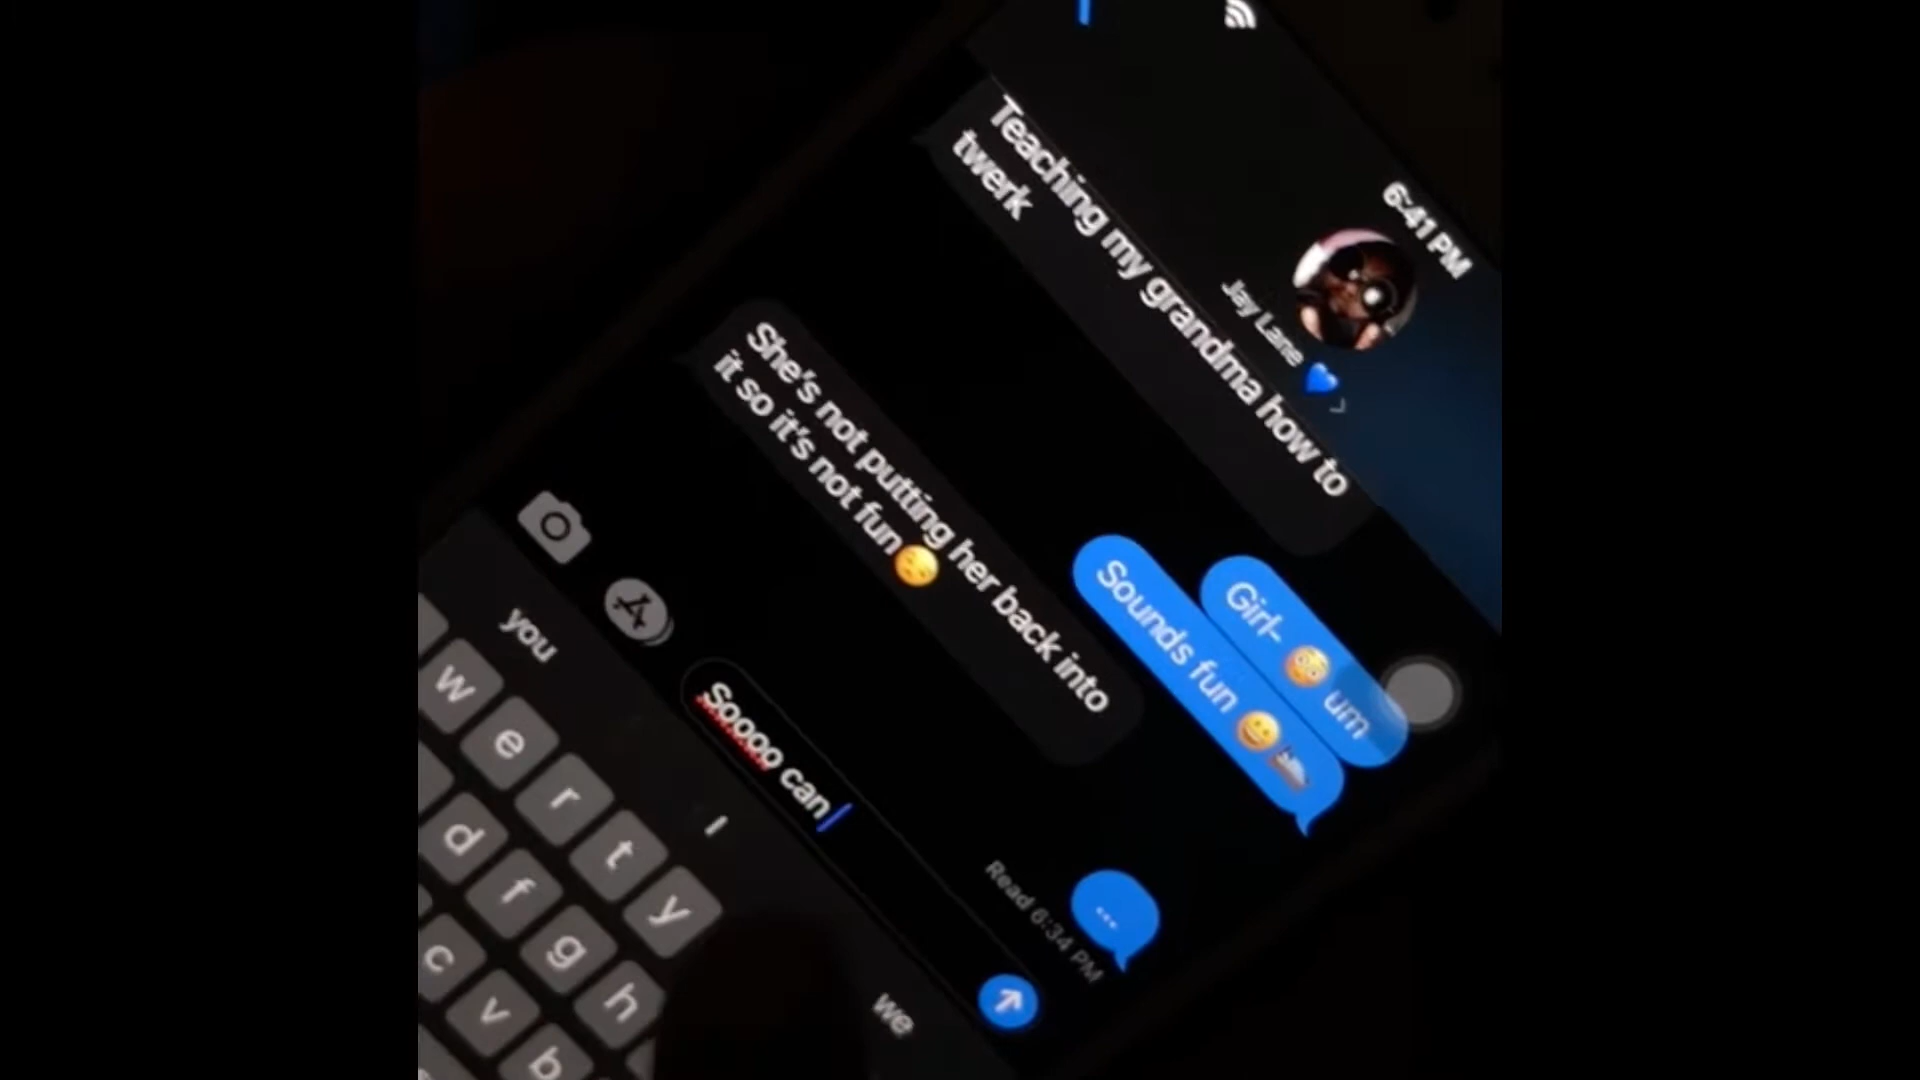 6:41 PM
Jay Lane 💙 >
Teaching my grandma how to
twerk
Girl- 😳 um
Sounds fun
She's not putting her back into
it so it's not fun😔
...
Read 6:34 PM
Soooo can
you
I
we
w e r t y
d f g h
c v b